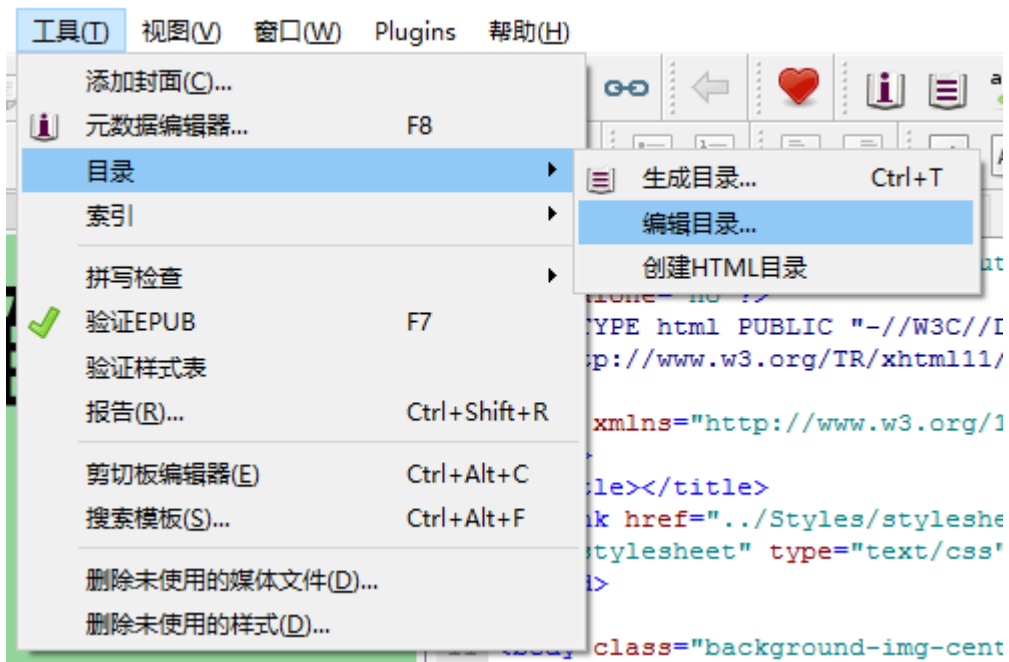 工具(T) 视图(V) 窗口(W) Plugins 帮助(H)
添加封面(C)...
元数据编辑器... F8
目录
生成目录... Ctrl+T
索引
编辑目录...
创建HTML目录
拼写检查
验证EPUB F7
TYPE html PUBLIC "-//W3C//D
验证样式表
tp://www.w3.org/TR/xhtml11/
报告(R)... Ctrl+Shift+R
xmlns="http://www.w3.org/1
剪切板编辑器(E) Ctrl+Alt+C
tle></title>
搜索模板(S)... Ctrl+Alt+F
nk href="../Styles/styleshe
stylesheet" type="text/css"
删除未使用的媒体文件(D)...
删除未使用的样式(D)...
class="background-img-cent